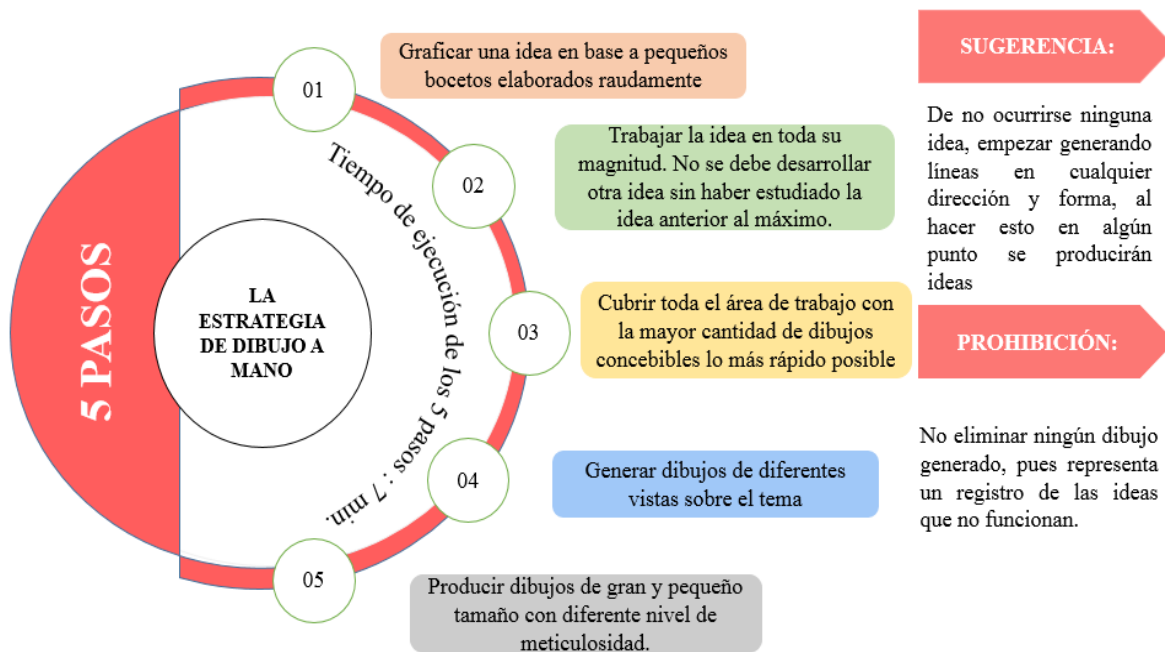 5 PASOS
LA
ESTRATEGIA
DE DIBUJO A
MANO
Tiempo de ejecución de los 5 pasos : 7 min.
01
Graficar una idea en base a pequeños
bocetos elaborados raudamente
02
Trabajar la idea en toda su
magnitud. No se debe desarrollar
otra idea sin haber estudiado la
idea anterior al máximo.
03
Cubrir toda el área de trabajo con
la mayor cantidad de dibujos
concebibles lo más rápido posible
04
Generar dibujos de diferentes
vistas sobre el tema
05
Producir dibujos de gran y pequeño
tamaño con diferente nivel de
meticulosidad.
SUGERENCIA:
De no ocurrirse ninguna
idea, empezar generando
líneas en cualquier
dirección y forma, al
hacer esto en algún
punto se producirán
ideas
PROHIBICIÓN:
No eliminar ningún dibujo
generado, pues representa
un registro de las ideas
que no funcionan.